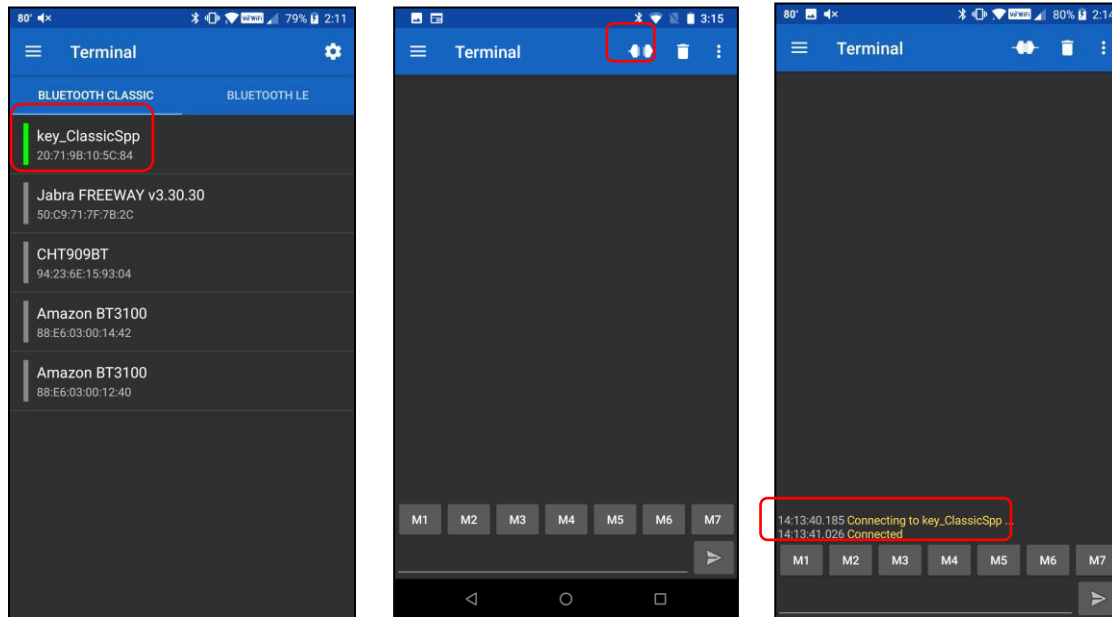 80° 79% 2:11
Terminal
BLUETOOTH CLASSIC BLUETOOTH LE
key_ClassicSpp
20:71:9B:10:5C:84
Jabra FREEWAY v3.30.30
50:C9:71:7F:7B:2C
CHT909BT
94:23:6E:15:93:04
Amazon BT3100
88:E6:03:00:14:42
Amazon BT3100
88:E6:03:00:12:40
3:15
Terminal
M1 M2 M3 M4 M5 M6 M7
80° 80% 2:14
Terminal
14:13:40.185 Connecting to key_ClassicSpp ...
14:13:41.026 Connected
M1 M2 M3 M4 M5 M6 M7